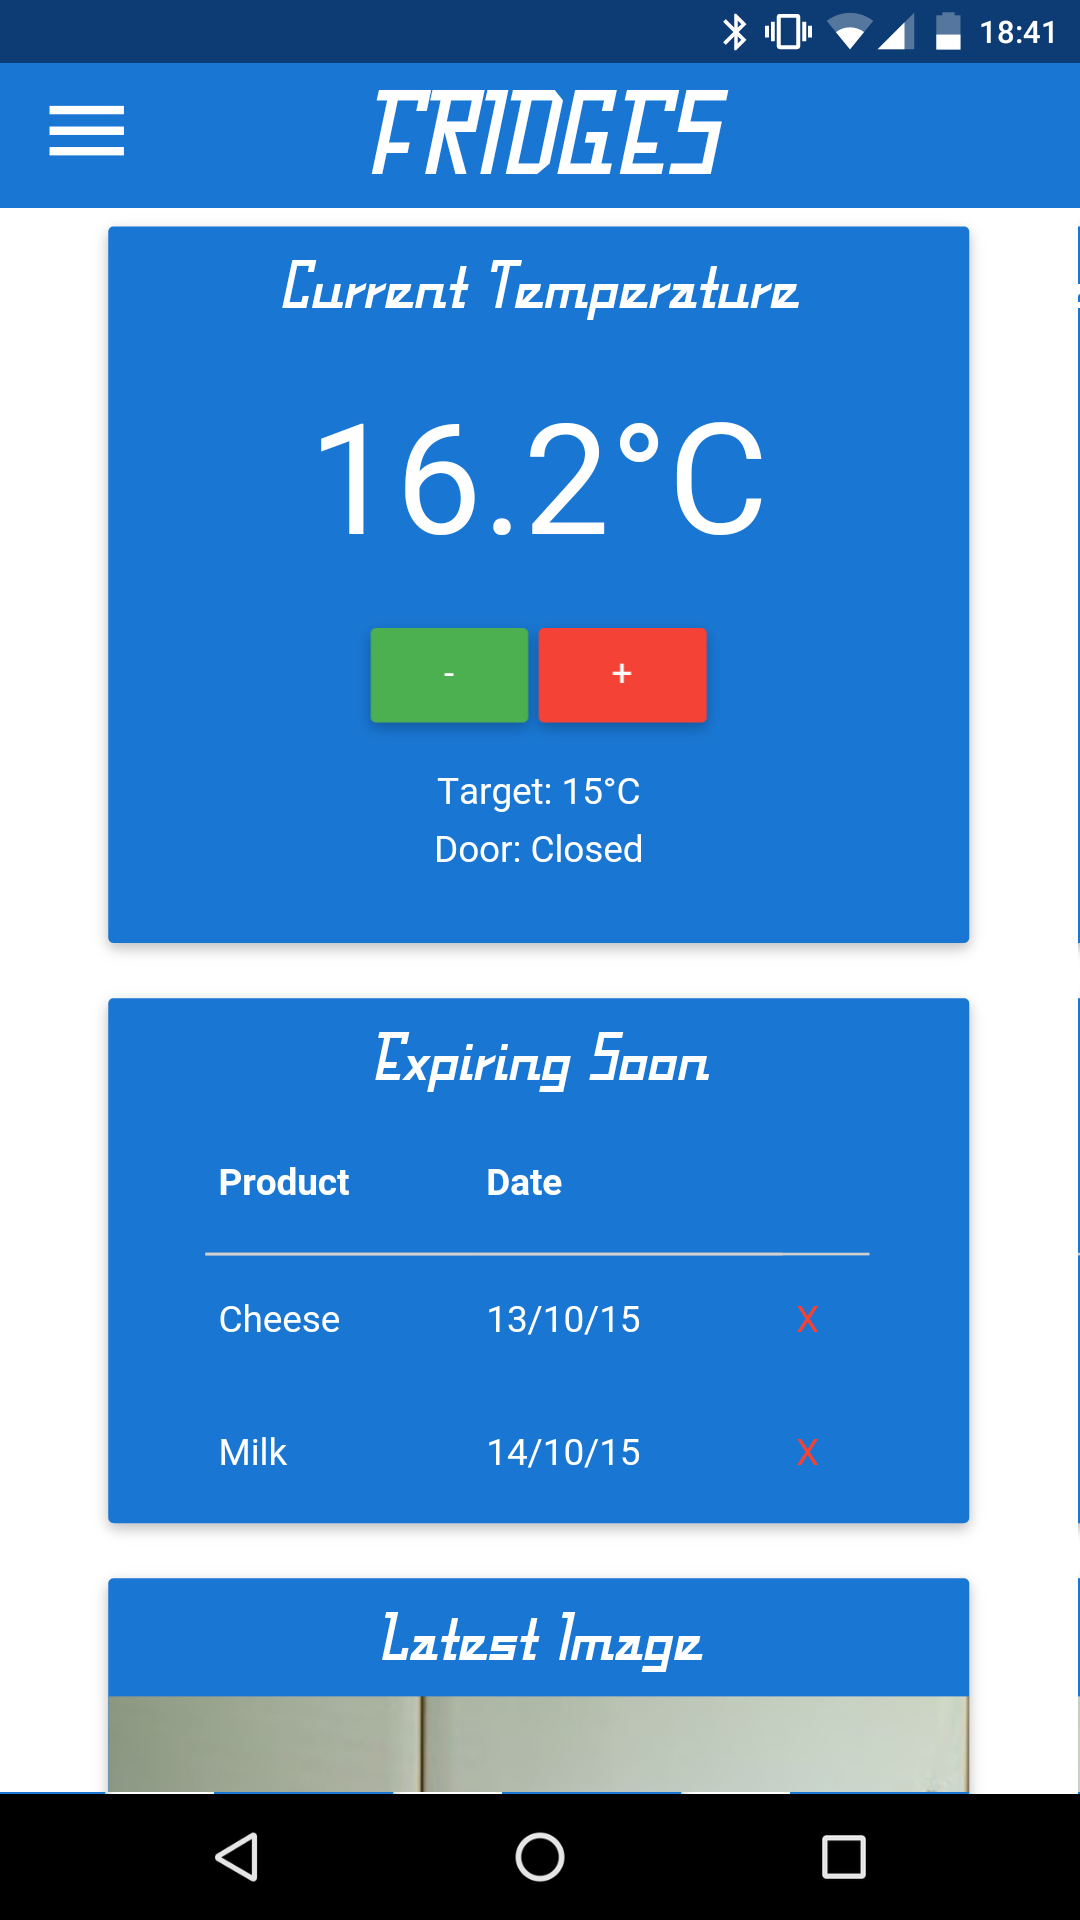 18:41
FRIDGES
Current Temperature
16.2°C
- +
Target: 15°C
Door: Closed
Expiring Soon
Product Date
Cheese 13/10/15 X
Milk 14/10/15 X
Latest Image